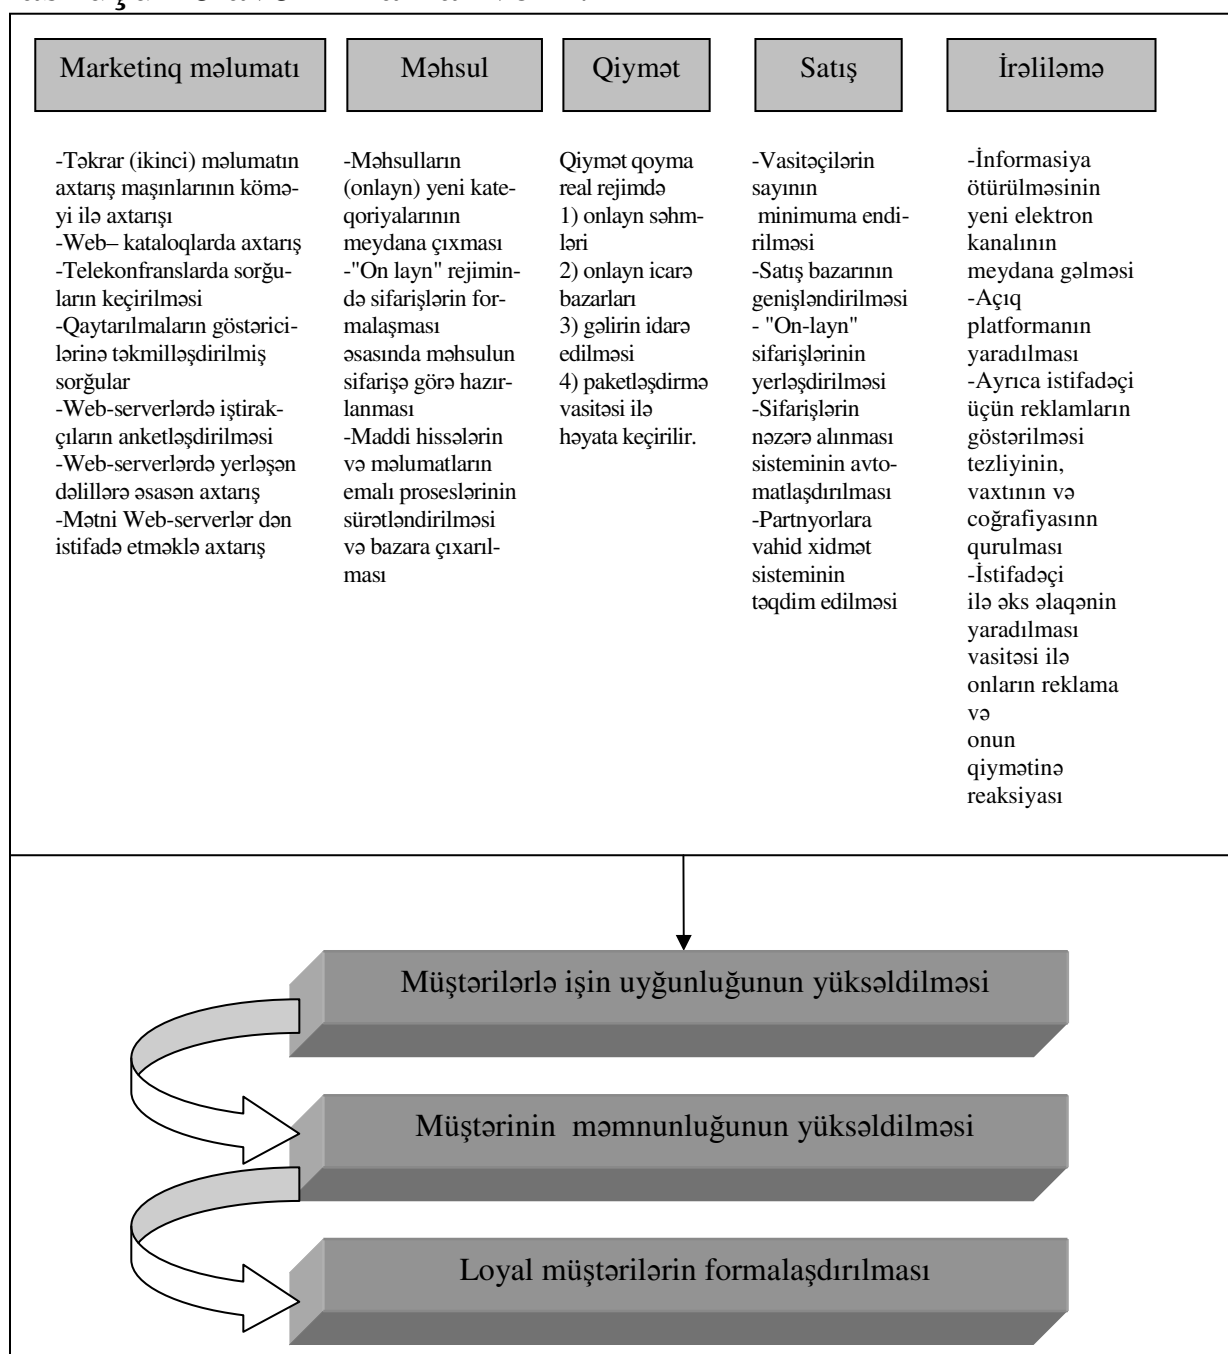 Marketinq məlumatı
-Təkrar (ikinci) məlumatın
axtarış maşınlarının kömə-
yi ilə axtarışı
-Web– kataloqlarda axtarış
-Telekonfranslarda sorğu-
ların keçirilməsi
-Qaytarılmaların göstərici-
lərinə təkmilləşdirilmiş
sorğular
-Web-serverlərdə iştirak-
çıların anketləşdirilməsi
-Web-serverlərdə yerləşən
dəlillərə əsasən axtarış
-Mətni Web-serverlər dən
istifadə etməklə axtarış
Məhsul
-Məhsulların
(onlayn) yeni kate-
qoriyalarının
meydana çıxması
-"On layn" rejimin-
də sifarişlərin for-
malaşması
əsasında məhsulun
sifarişə görə hazır-
lanması
-Maddi hissələrin
və məlumatların
emalı proseslərinin
sürətləndirilməsi
və bazara çıxarıl-
ması
Qiymət
Qiymət qoyma
real rejimdə
1) onlayn səhm-
ləri
2) onlayn icarə
bazarları
3) gəlirin idarə
edilməsi
4) paketləşdirmə
vasitəsi ilə
həyata keçirilir.
Satış
-Vasitəçilərin
sayının
minimuma endi-
rilməsi
-Satış bazarının
genişləndirilməsi
- "On-layn"
sifarişlərinin
yerləşdirilməsi
-Sifarişlərin
nəzərə alınması
sisteminin avto-
matlaşdırılması
-Partnyorlara
vahid xidmət
sisteminin
təqdim edilməsi
İrəliləmə
-İnformasiya
ötürülməsinin
yeni elektron
kanalının
meydana gəlməsi
-Açıq
platformanın
yaradılması
-Ayrıca istifadəçi
üçün reklamların
göstərilməsi
tezliyinin,
vaxtının və
coğrafiyasınn
qurulması
-İstifadəçi
ilə əks əlaqənin
yaradılması
vasitəsi ilə
onların reklama
və
onun
qiymətinə
reaksiyası
Müştərilərlə işin uyğunluğunun yüksəldilməsi
Müştərinin məmnunluğunun yüksəldilməsi
Loyal müştərilərin formalaşdırılması